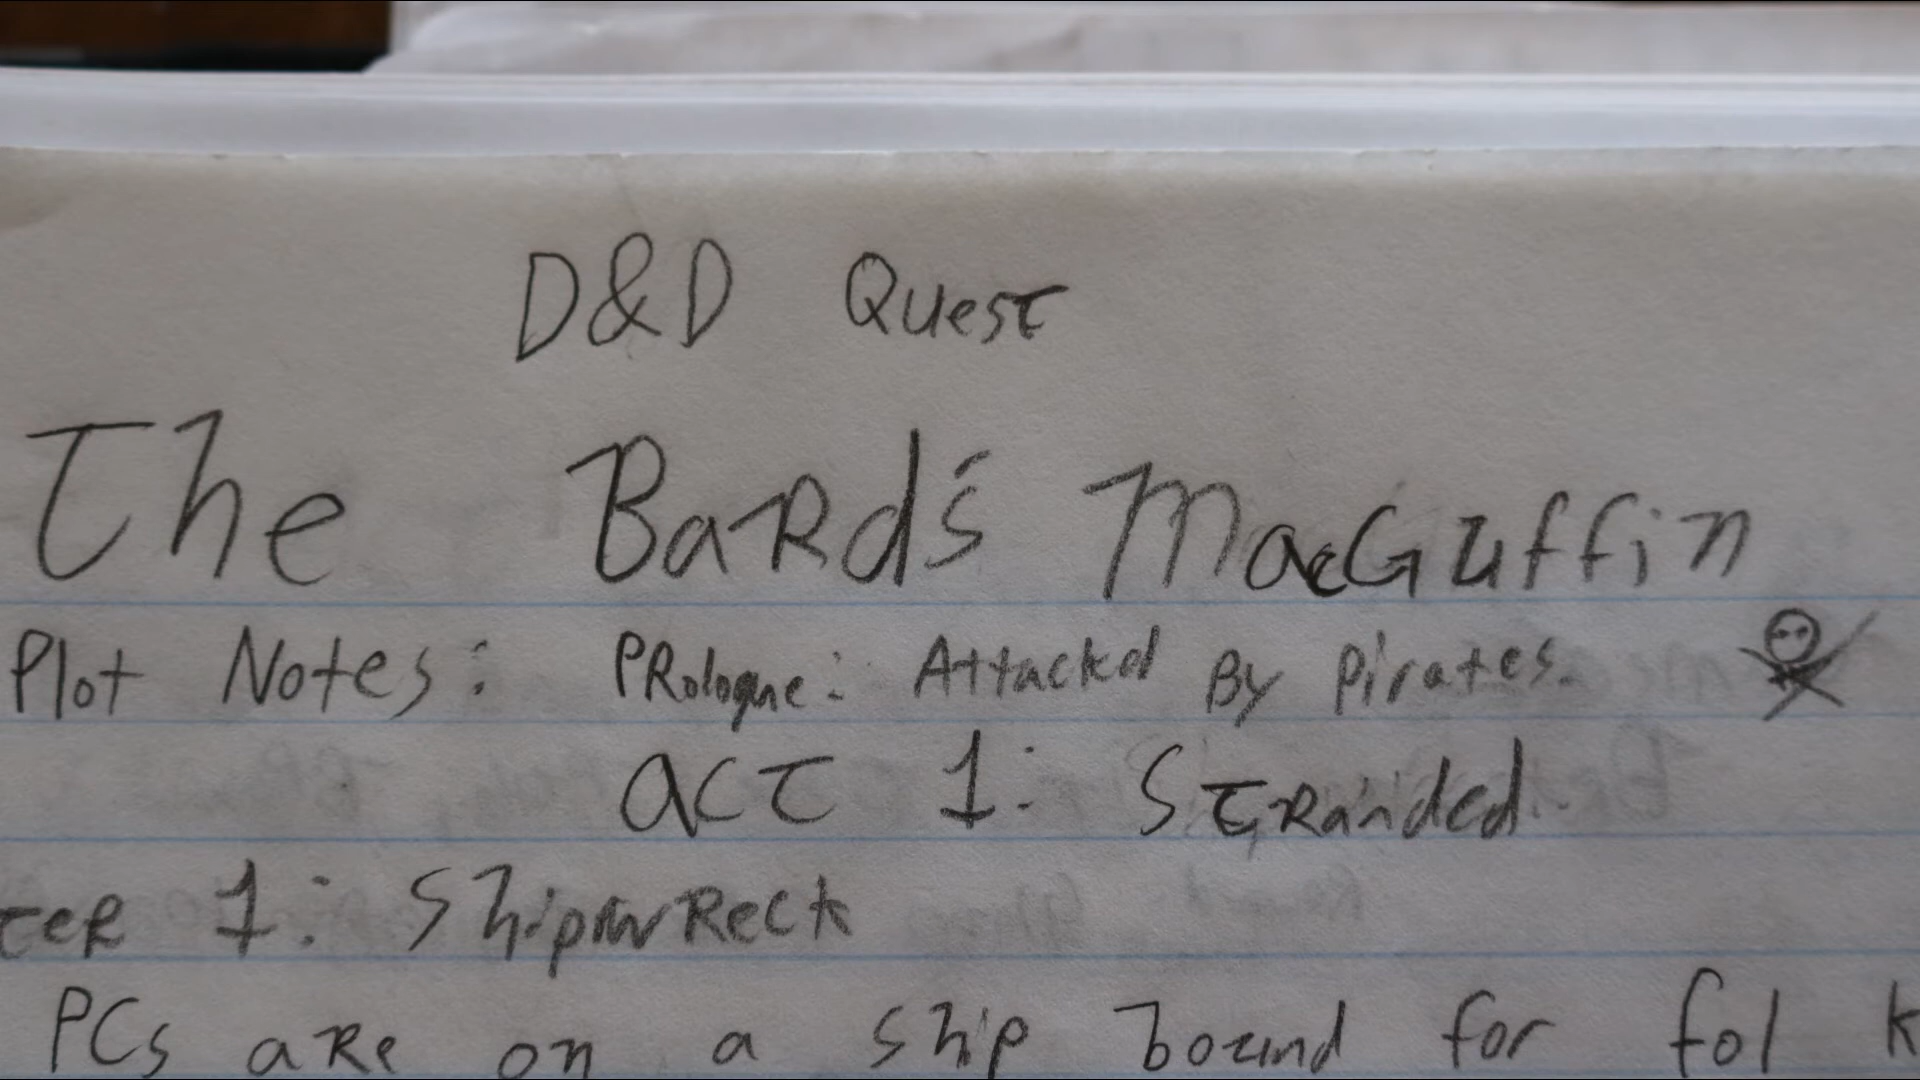 D&D Quest
The Bard's MacGuffin
Plot Notes: PRologue: Attacked By Pirates.
act 1: StRanded.
teR 1: ShipwReck
PCs aRe on a ship bound for fol k